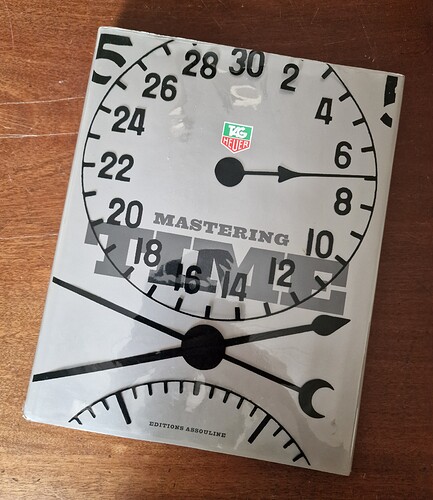 28 30 2
26 4
24 6
22 8
20 10
18 16 14 12
5
TAG
HEUER
MASTERING
TIME
EDITIONS ASSOULINE